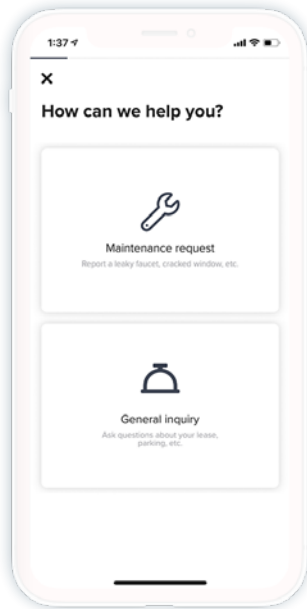 1:37
How can we help you?
Maintenance request
Report a leaky faucet, cracked window, etc.
General inquiry
Ask questions about your lease,
parking, etc.